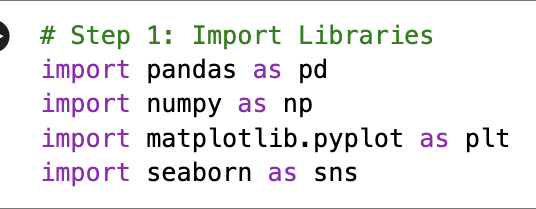 # Step 1: Import Libraries
import pandas as pd
import numpy as np
import matplotlib.pyplot as plt
import seaborn as sns